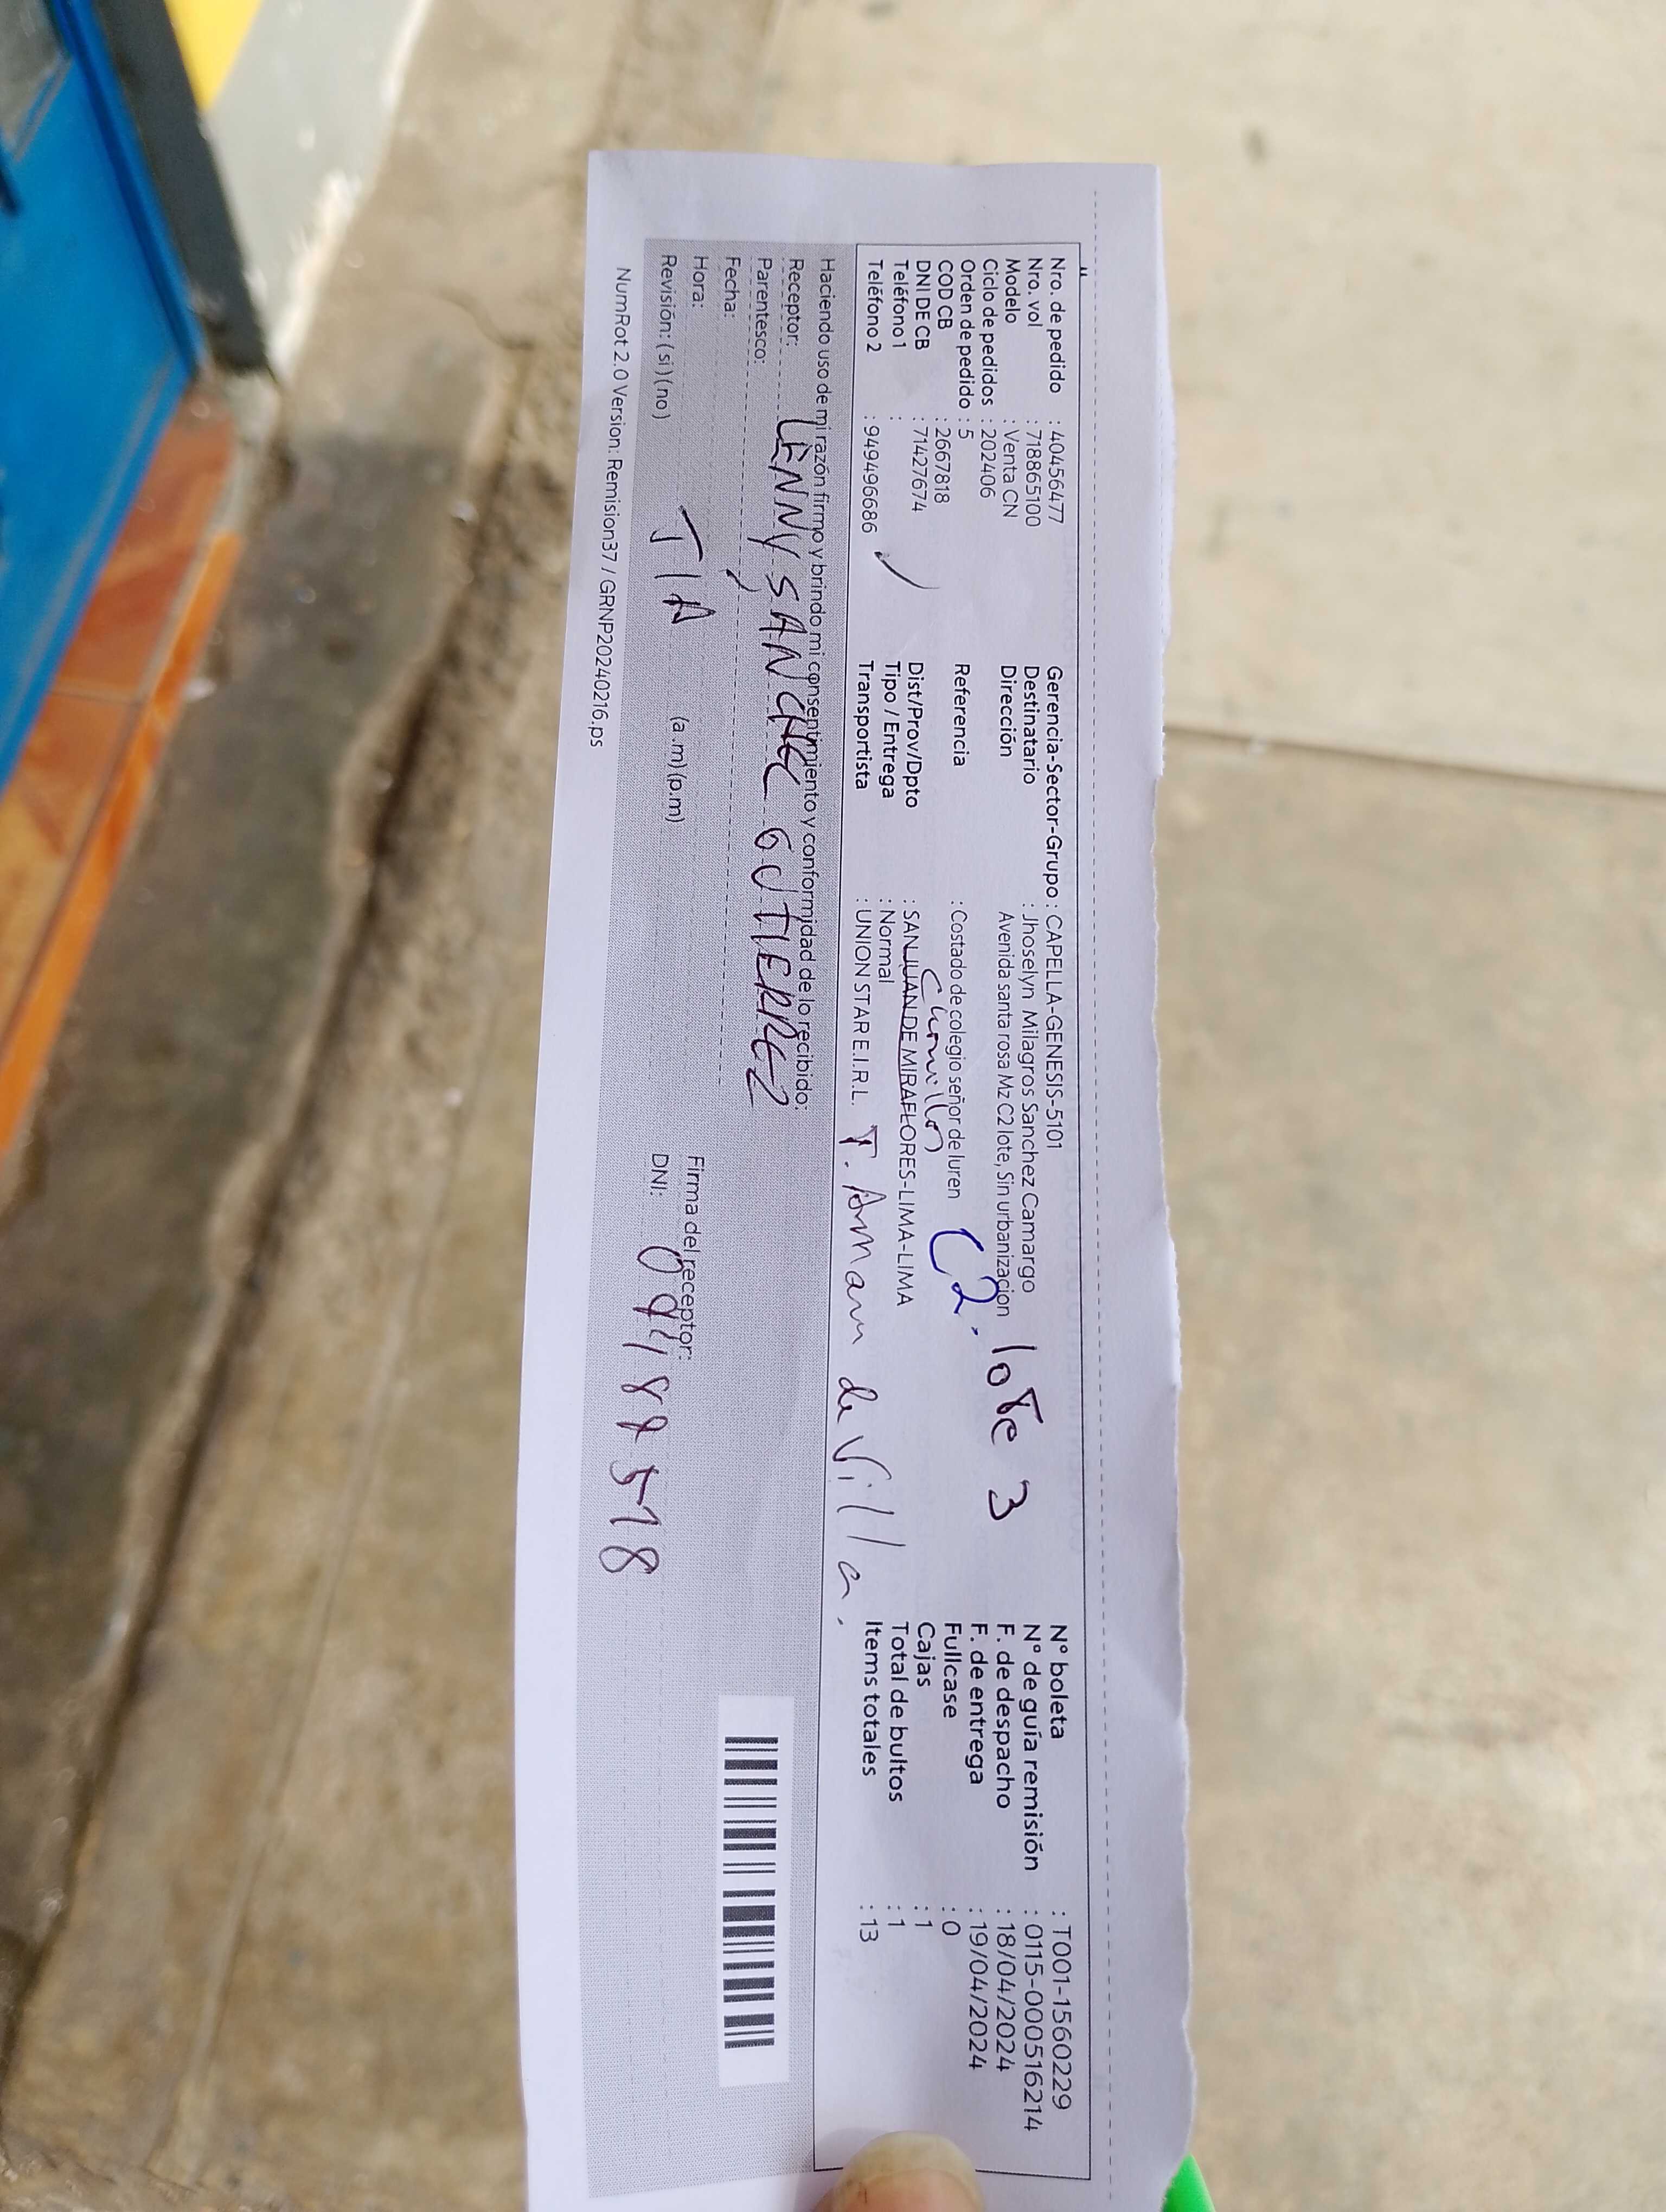 Nro. de pedido : 40456477
Nro. vol : 718865100
Modelo : Venta CN
Ciclo de pedidos : 202406
Orden de pedido : 5
COD CB : 2667818
DNI DE CB : 71427674
Teléfono 1 :
Teléfono 2 : 949496686
Gerencia-Sector-Grupo : CAPELLA-GENESIS-5101
Destinatario : Jhoselyn Milagros Sanchez Camargo
Dirección Avenida santa rosa Mz C2 lote, Sin urbanizacion lote 3
C2.
Referencia : Costado de colegio señor de luren
Dist/Prov/Dpto : SAN JUAN DE MIRAFLORES-LIMA-LIMA
Tipo / Entrega : Normal
Transportista : UNION STAR E.I.R.L. de Villa.
N° boleta : T001-1560229
N° de guía remisión : 0115-000516214
F. de despacho : 18/04/2024
F. de entrega : 19/04/2024
Fullcase : 0
Cajas : 1
Total de bultos : 1
Items totales : 13
Haciendo uso de mi razón firmo y brindo mi consentimiento y conformidad de lo recibido:
Receptor: LENNY SANCHEZ GUTIERREZ
Parentesco:
Fecha:
Hora: TIA
Revisión: ( si ) ( no ) (a .m) (p.m)
Firma del receptor:
DNI:
NumRot 2.0 Version: Remision37 / GRNP20240216.ps